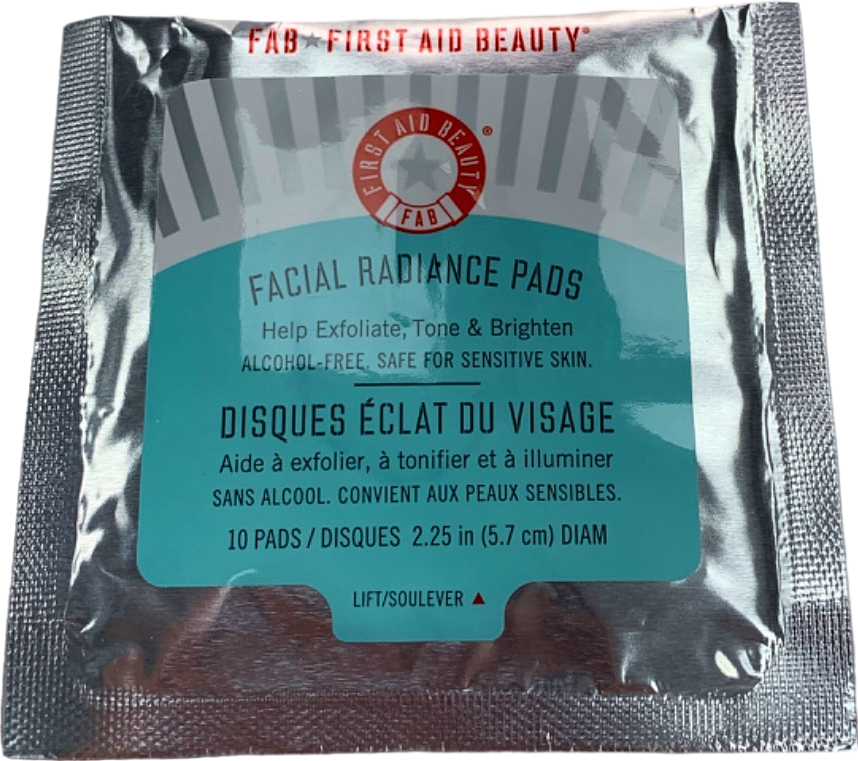 FAB ★ FIRST AID BEAUTY®
FIRST AID BEAUTY ®
FAB
FACIAL RADIANCE PADS
Help Exfoliate, Tone & Brighten
ALCOHOL-FREE. SAFE FOR SENSITIVE SKIN.
DISQUES ÉCLAT DU VISAGE
Aide à exfolier, à tonifier et à illuminer
SANS ALCOOL. CONVIENT AUX PEAUX SENSIBLES.
10 PADS / DISQUES 2.25 in (5.7 cm) DIAM
LIFT/SOULEVER ▲